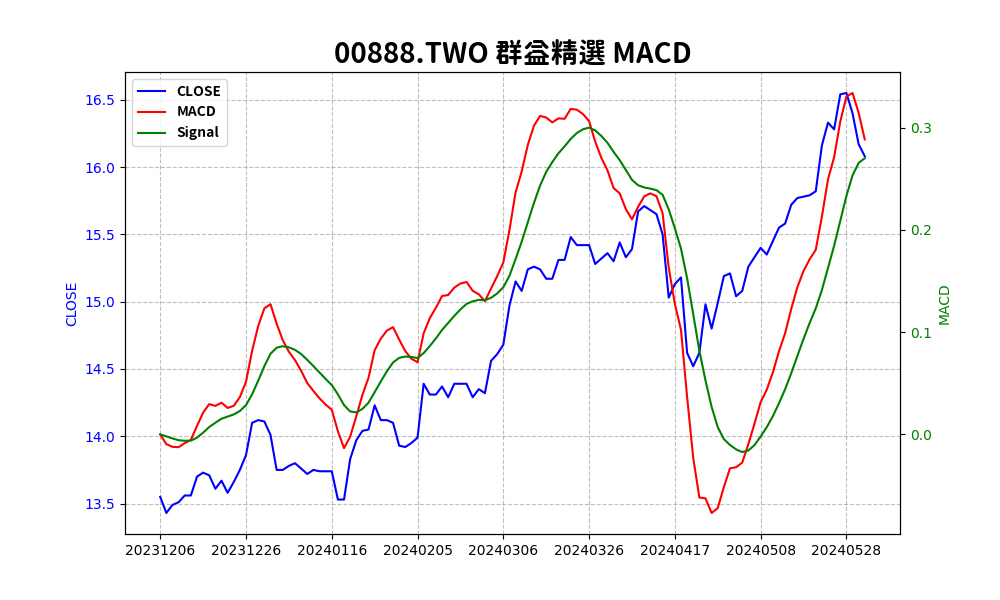 00888.TWO 群益精選 MACD
CLOSE
MACD
Signal
16.5
16.0
15.5
15.0
14.5
14.0
13.5
CLOSE
0.3
0.2
0.1
0.0
MACD
20231206 20231226 20240116 20240205 20240306 20240326 20240417 20240508 20240528